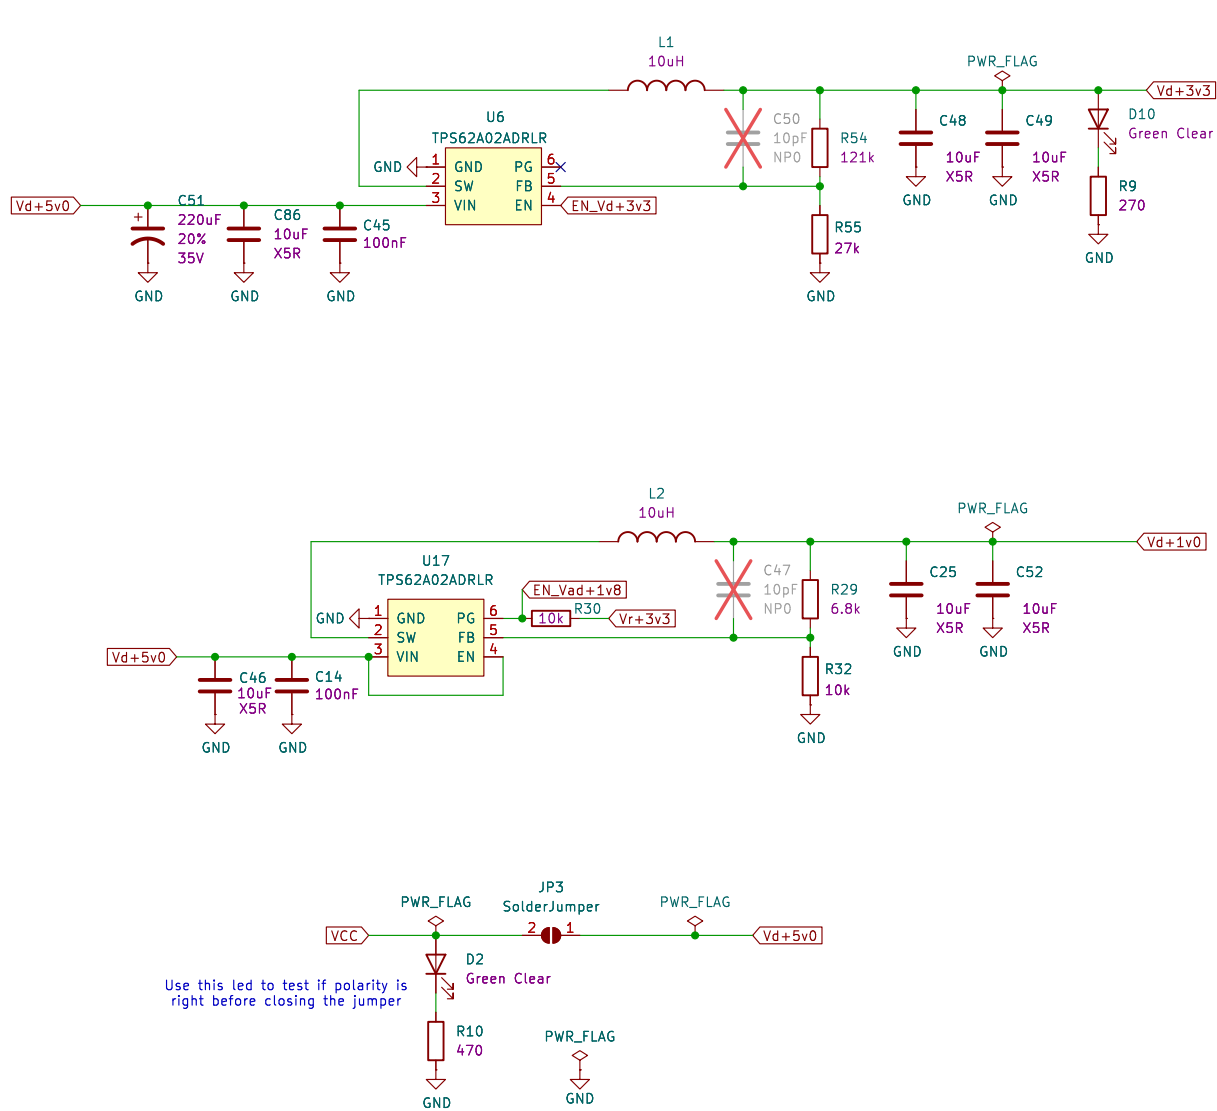 L1
10uH
PWR_FLAG
Vd+3v3
U6
TPS62A02ADRLR
C50
10pF
NP0
R54
121k
C48
10uF
X5R
C49
10uF
X5R
D10
Green Clear
GND
1
2
3
GND
SW
VIN
PG
FB
EN
6
5
4
EN_Vd+3v3
R9
270
GND
GND
GND
Vd+5v0
+
C51
220uF
20%
35V
C86
10uF
X5R
C45
100nF
R55
27k
GND
GND
GND
GND
L2
10uH
PWR_FLAG
Vd+1v0
U17
TPS62A02ADRLR
C47
10pF
NP0
R29
6.8k
C25
10uF
X5R
C52
10uF
X5R
EN_Vad+1v8
R30
10k
Vr+3v3
GND
1
2
3
GND
SW
VIN
PG
FB
EN
6
5
4
GND
GND
Vd+5v0
C46
10uF
X5R
C14
100nF
R32
10k
GND
GND
GND
JP3
SolderJumper
PWR_FLAG
PWR_FLAG
VCC
2
1
Vd+5v0
D2
Green Clear
Use this led to test if polarity is
right before closing the jumper
R10
470
GND
PWR_FLAG
GND